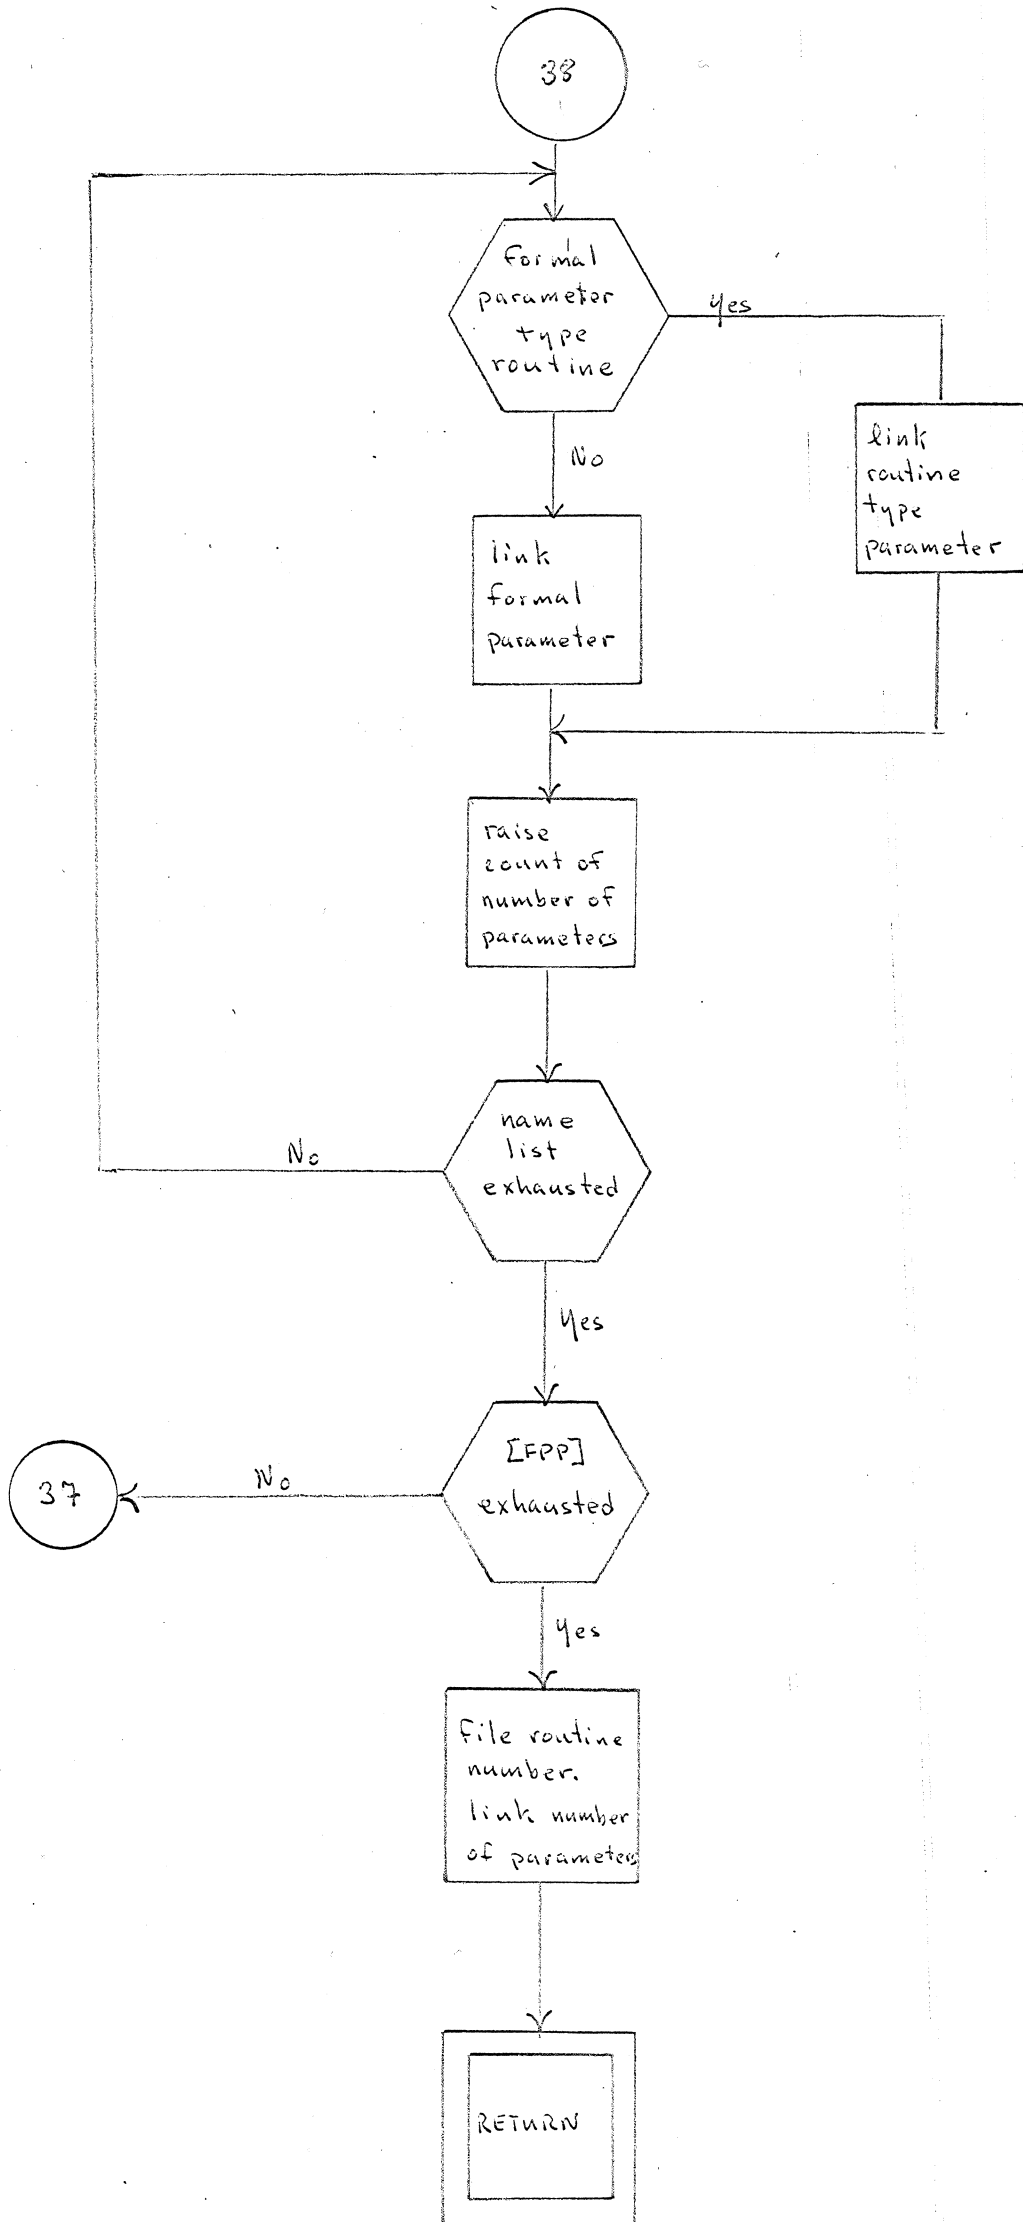 38
formal
parameter
type
routine
Yes
No
link
routine
type
parameter
link
formal
parameter
raise
count of
number of
parameters
name
list
exhausted
No
Yes
[FPP]
exhausted
No
37
Yes
file routine
number.
link number
of parameters
RETURN